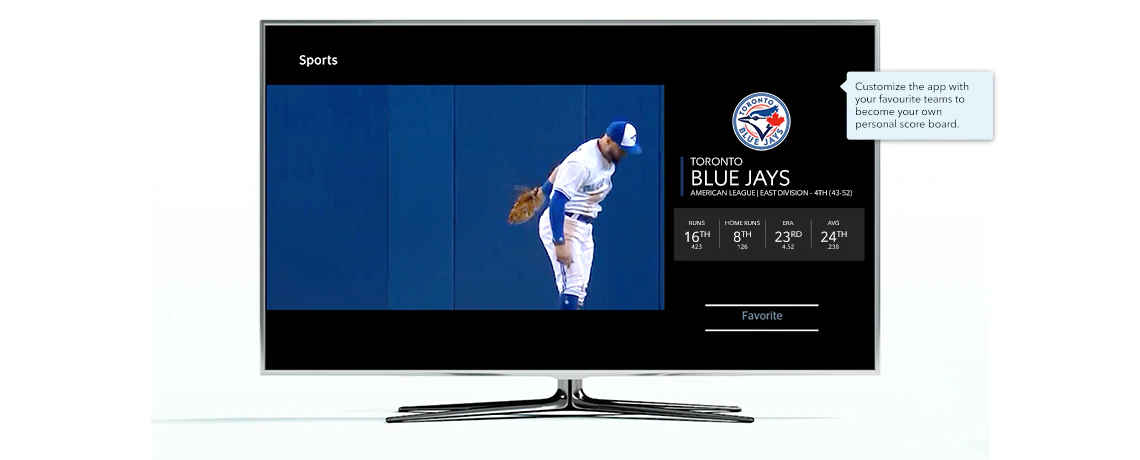 Sports
TORONTO
BLUE JAYS
TORONTO
BLUE JAYS
AMERICAN LEAGUE | EAST DIVISION - 4TH (43-52)
RUNS HOME RUNS ERA AVG
16TH 8TH 23RD 24TH
423 126 4.52 .238
Favorite
Customize the app with
your favourite teams to
become your own
personal score board.